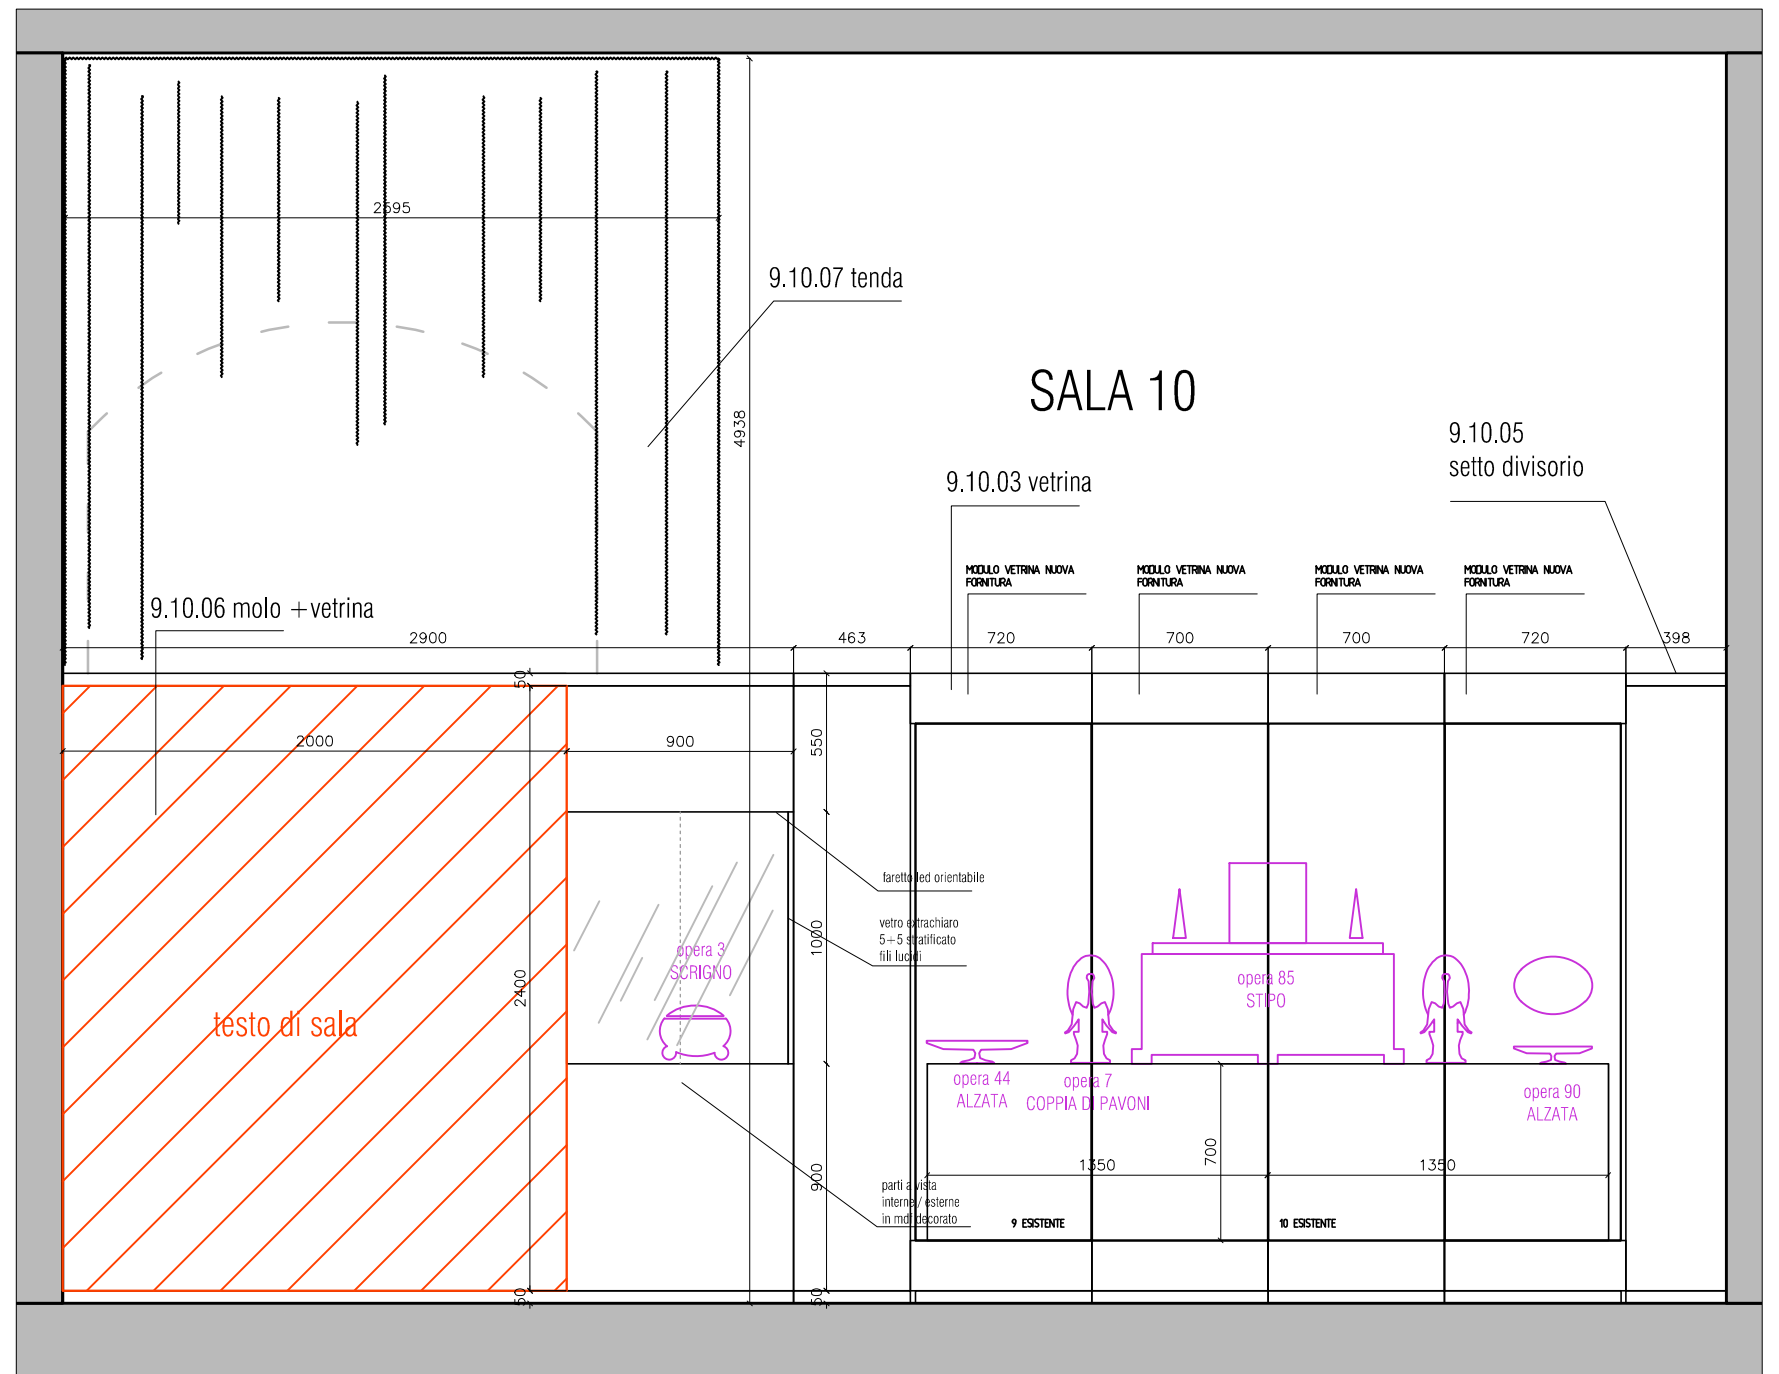 2595
9.10.07 tenda
SALA 10
4938
9.10.05
setto divisorio
9.10.03 vetrina
MODULO VETRINA NUOVA
FORNITURA
MODULO VETRINA NUOVA
FORNITURA
MODULO VETRINA NUOVA
FORNITURA
MODULO VETRINA NUOVA
FORNITURA
9.10.06 molo +vetrina
2900
463
720
700
700
720
398
50
2000
900
550
faretto led orientabile
vetro extrachiaro
5+5 stratificato
fili lucidi
1000
opera 3
SCRIGNO
2400
testo di sala
opera 85
STIPO
opera 44
ALZATA
opera 7
COPPIA DI PAVONI
opera 90
ALZATA
1350
700
1350
900
parti a vista
interne / esterne
in mdf decorato
9 ESISTENTE
10 ESISTENTE
50
50